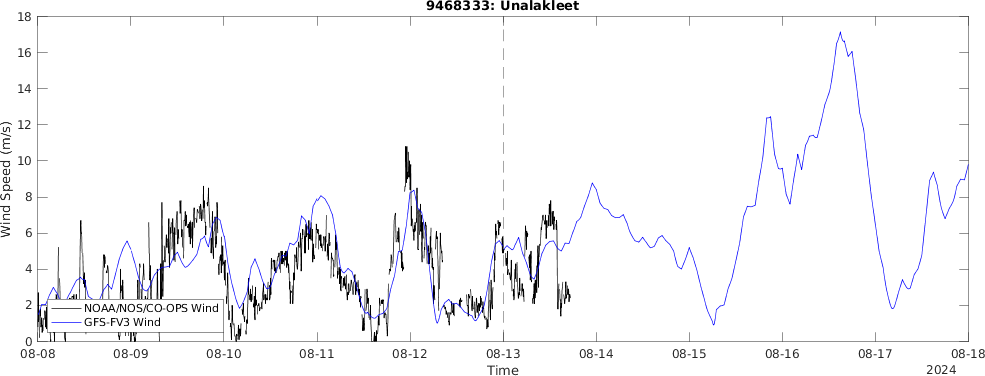 9468333: Unalakleet
18
16
14
12
10
8
6
4
2
0
Wind Speed (m/s)
NOAA/NOS/CO-OPS Wind
GFS-FV3 Wind
08-08 08-09 08-10 08-11 08-12 08-13 08-14 08-15 08-16 08-17 08-18
Time
2024